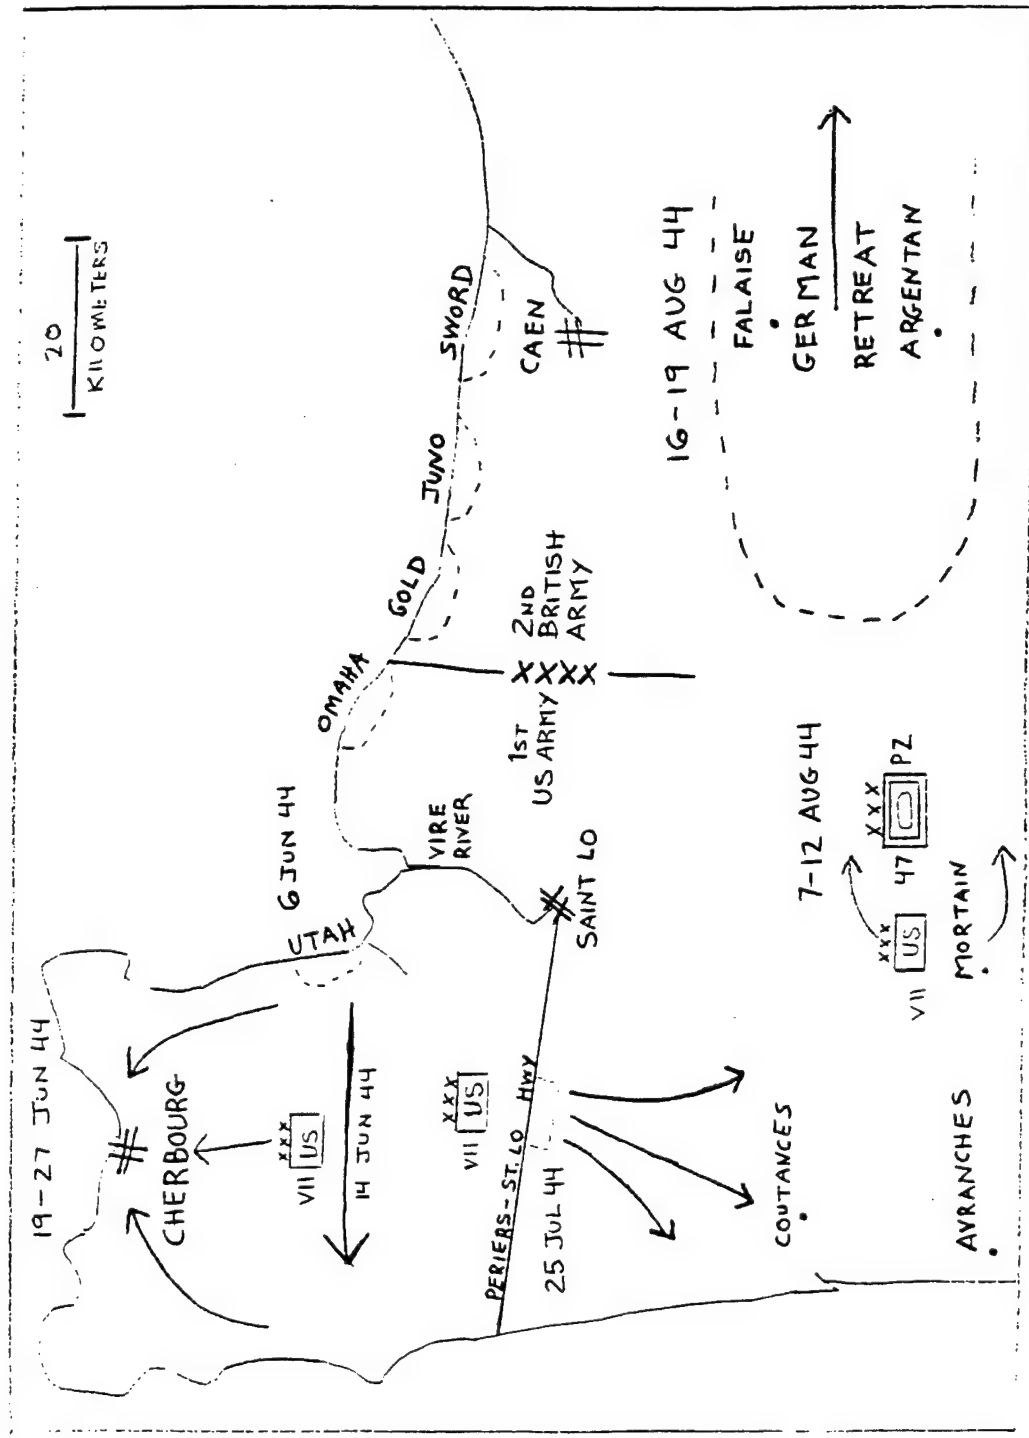 19-27 JUN 44
CHERBOURG
20
KILOMETERS
XXX
VII US
14 JUN 44
UTAH
6 JUN 44
OMAHA
GOLD
JUNO
SWORD
CAEN
VIRE
RIVER
XXX
VII US
PERIERS-ST. LO HWY
25 JUL 44
SAINT LO
1ST
US ARMY
XXXX
2ND
BRITISH
ARMY
COUTANCES
AVRANCHES
7-12 AUG 44
XXX
VII US
XXX
47 PZ
MORTAIN
16-19 AUG 44
FALAISE
GERMAN
RETREAT
ARGENTAN